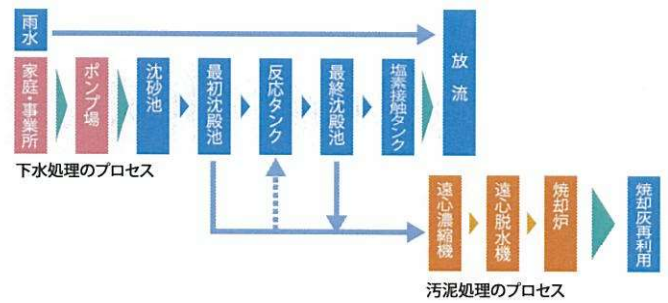 雨水
放流
家庭・事業所
ポンプ場
沈砂池
最初沈殿池
反応タンク
最終沈殿池
塩素接触タンク
下水処理のプロセス
遠心濃縮機
遠心脱水機
焼却炉
焼却灰再利用
汚泥処理のプロセス